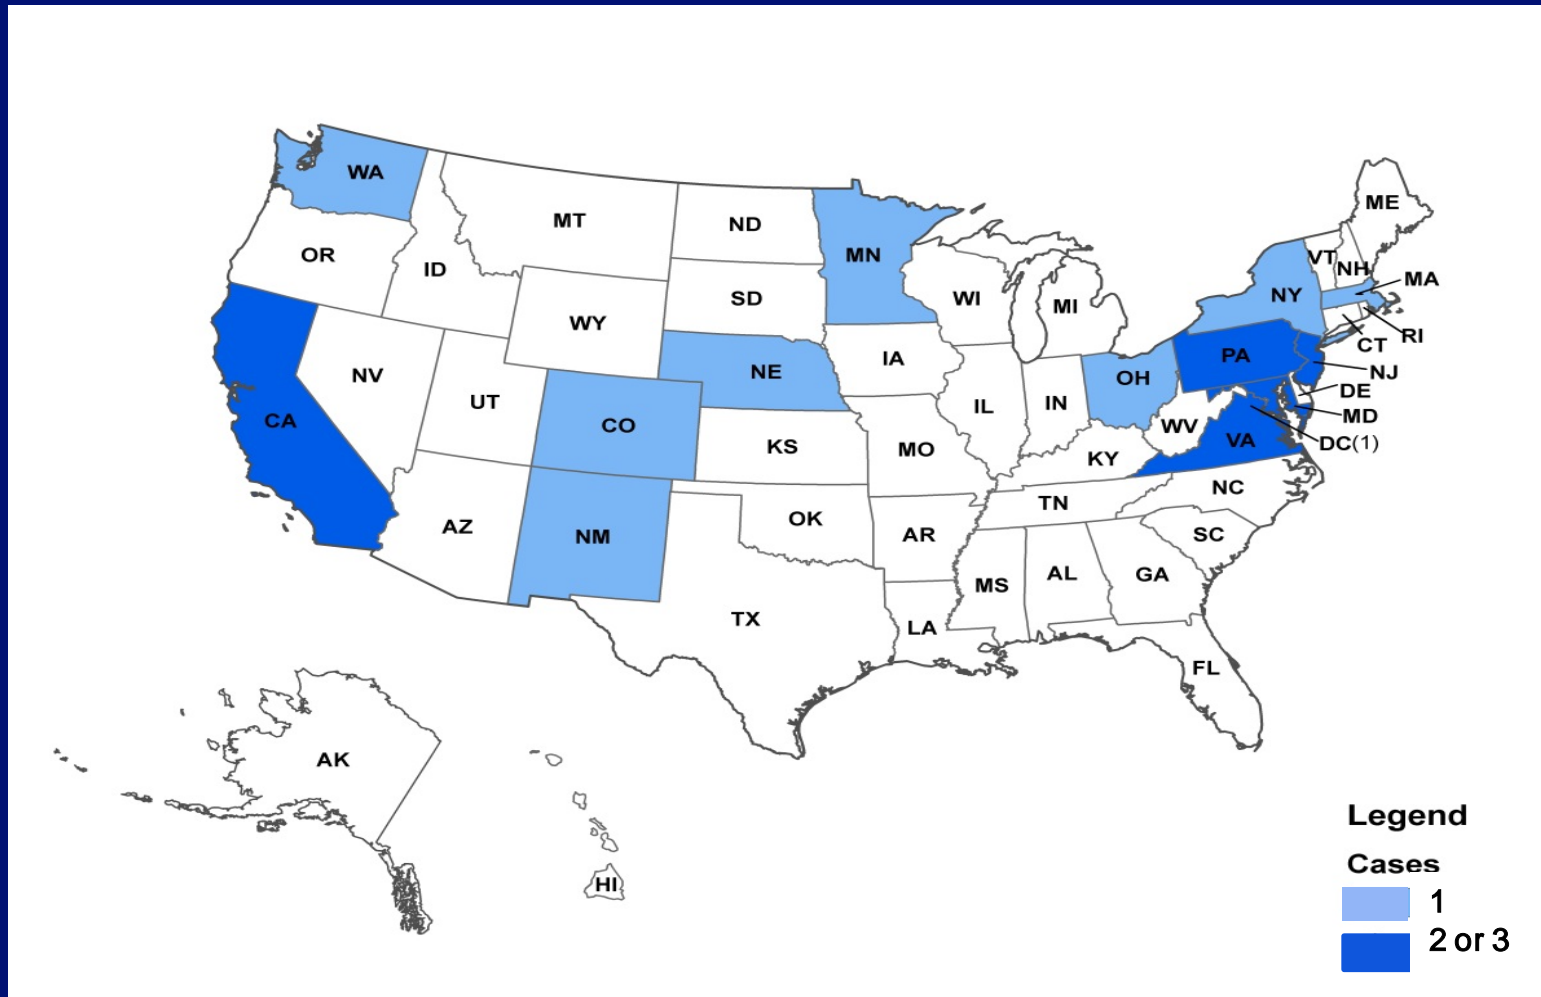 WA
MT
ND
MN
ME
OR
ID
SD
WI
MI
VT
NH
NY
MA
WY
IA
PA
RI
CT
NV
NE
OH
NJ
UT
IL
IN
DE
CA
CO
KS
MO
WV
MD
VA
DC(1)
KY
AZ
NM
OK
AR
TN
NC
SC
MS
AL
GA
TX
LA
FL
AK
HI
Legend
Cases
1
2 or 3